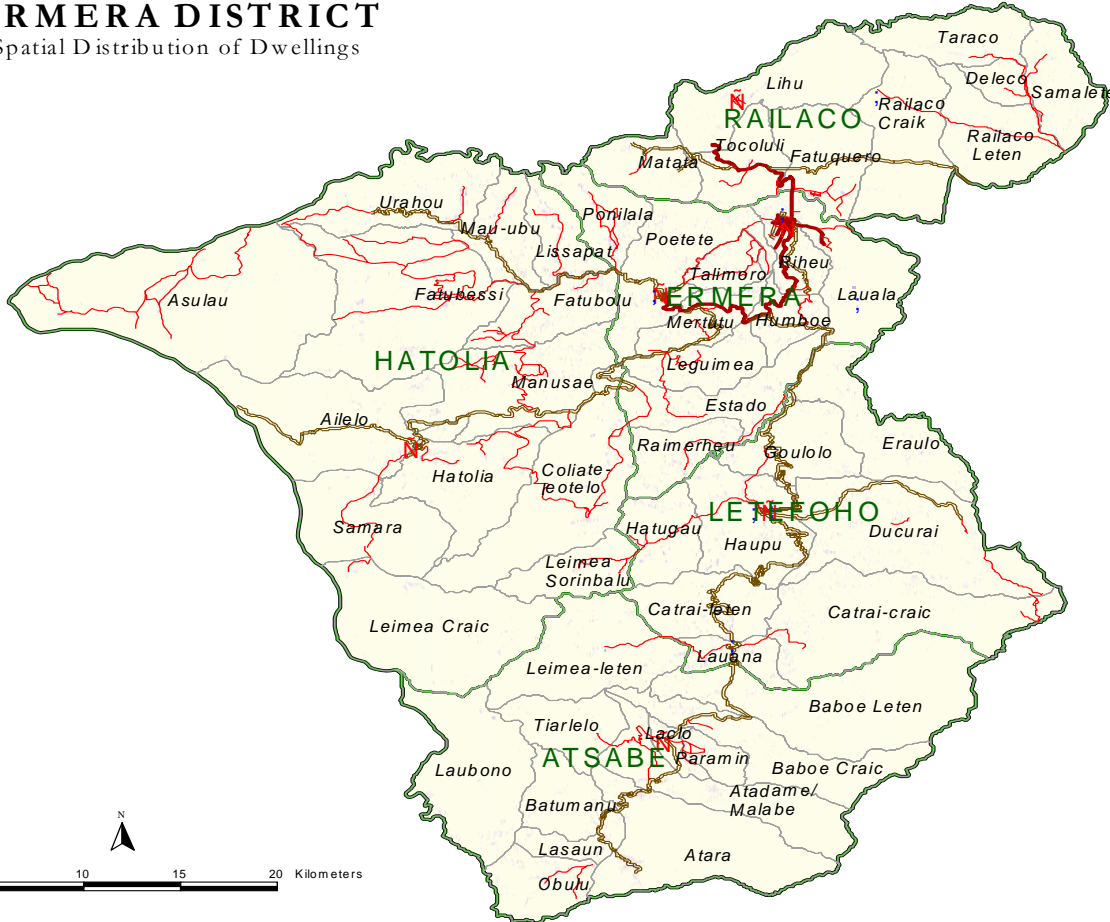 RMERA DISTRICT
Spatial Distribution of Dwellings
Taraco
Deleco
Samalete
Lihu
Railaco
Craik
RAILACO
Railaco
Leten
Tocoluli
Matata
Fatuquero
Urahou
Mau-ubu
Ponilala
Lissapat
Poetete
Talimoro
Riheu
Asulau
Fatubessi
Fatubolu
ERMERA
Lauala
Mertutu
Humboe
HATOLIA
Manusae
Leguimea
Estado
Ailelo
Raimerheu
Goulolo
Eraulo
Hatolia
Coliate-
Leotelo
LETEFOHO
Samara
Hatugau
Haupu
Ducurai
Leimea
Sorinbalu
Catrai-leten
Catrai-craic
Leimea Craic
Lauana
Leimea-leten
Baboe Leten
Tiarlelo
Laclo
ATSABE
Paramin
Laubono
Baboe Craic
Atadame/
Malabe
Batumanu
Lasaun
Atara
Obulu
N
10 15 20 Kilometers